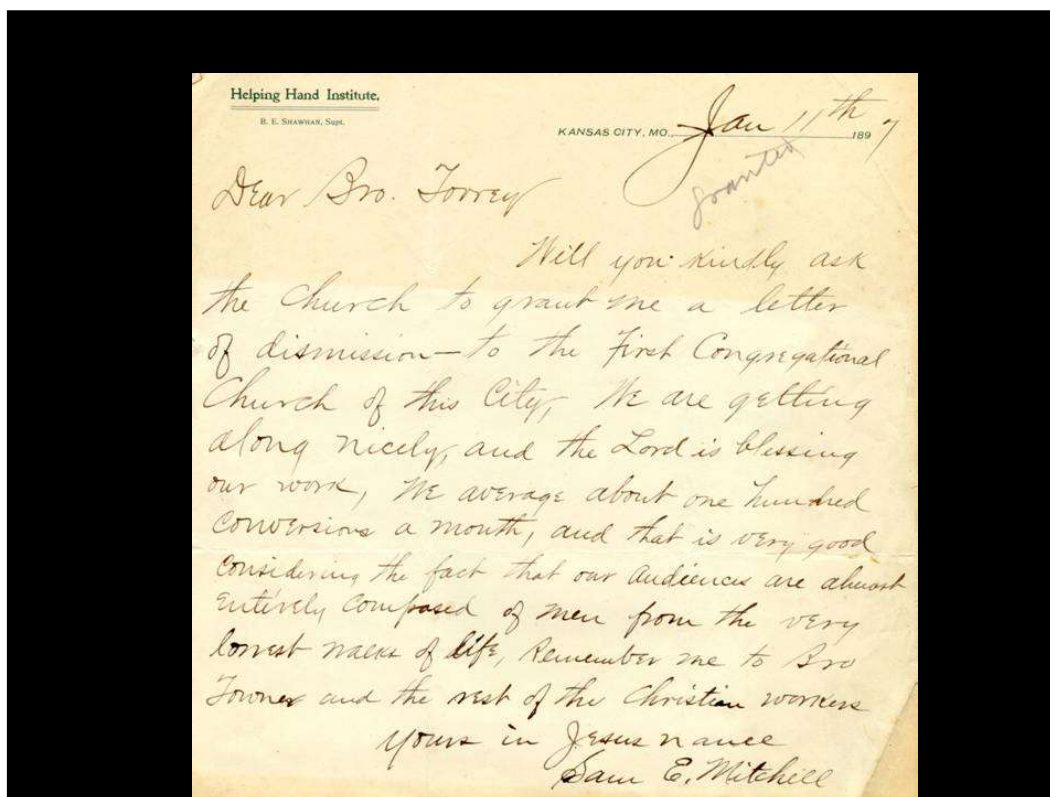 Helping Hand Institute.
B. E. SHAWHAN, Supt.
KANSAS CITY, MO., Jan 11th 1897
granted
Dear Bro. Torrey
Will you kindly ask
the Church to grant me a letter
of dismission — to the First Congregational
Church of this City, We are getting
along nicely, and the Lord is blessing
our work, We average about one hundred
conversions a month, and that is very good
considering the fact that our audiences are almost
entirely composed of men from the very
lowest walks of life, Remember me to Bro
Towner and the rest of the Christian workers
Yours in Jesus name
Sam E. Mitchell